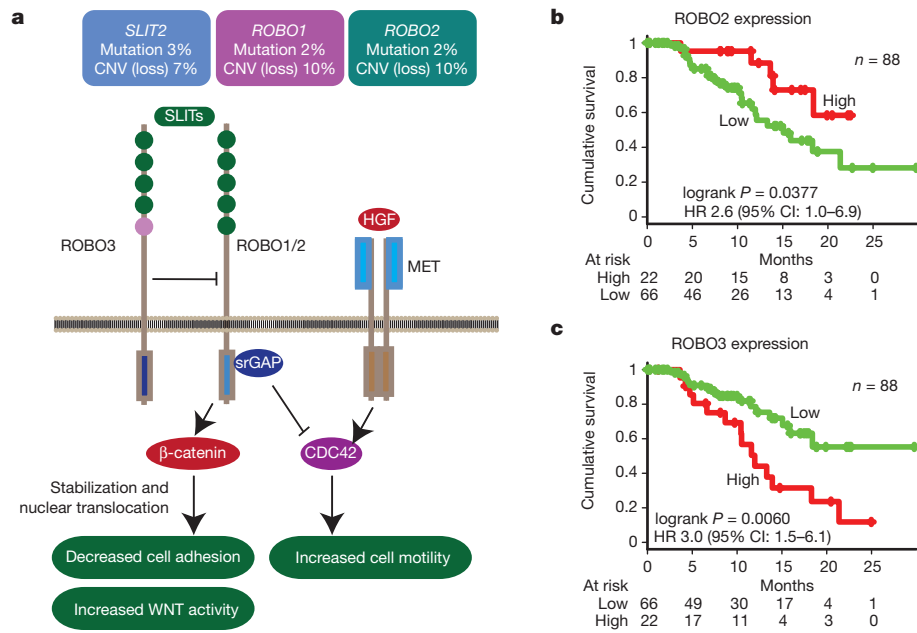 a
SLIT2
Mutation 3%
CNV (loss) 7%
ROBO1
Mutation 2%
CNV (loss) 10%
ROBO2
Mutation 2%
CNV (loss) 10%
SLITs
ROBO3
ROBO1/2
HGF
MET
srGAP
β-catenin
CDC42
Stabilization and
nuclear translocation
Decreased cell adhesion
Increased cell motility
Increased WNT activity
b
ROBO2 expression
Cumulative survival
1
0.8
0.6
0.4
0.2
n = 88
High
Low
logrank P = 0.0377
HR 2.6 (95% CI: 1.0–6.9)
0 5 10 15 20 25
At risk
Months
High 22 20 15 8 3 0
Low 66 46 26 13 4 1
c
ROBO3 expression
Cumulative survival
1
0.8
0.6
0.4
0.2
n = 88
Low
High
logrank P = 0.0060
HR 3.0 (95% CI: 1.5–6.1)
0 5 10 15 20 25
At risk
Months
Low 66 49 30 17 4 1
High 22 17 11 4 3 0